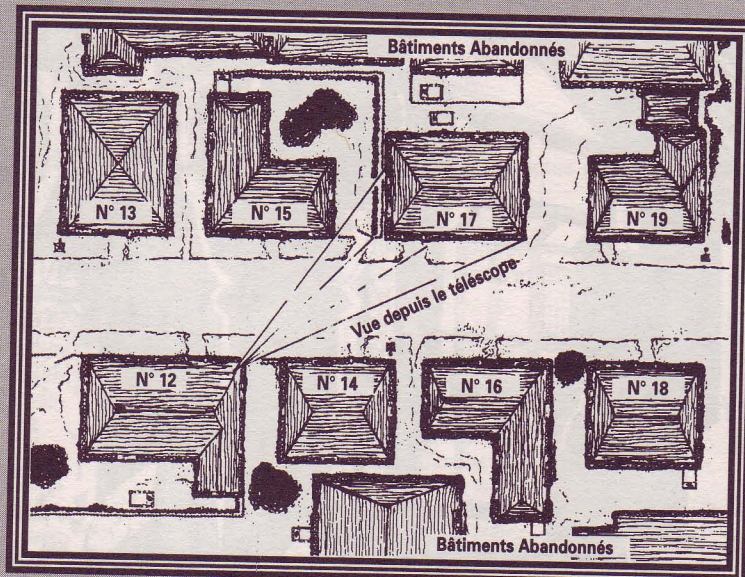 Bâtiments Abandonnés
N° 13
N° 15
N° 17
N° 19
Vue depuis le téléscope
N° 12
N° 14
N° 16
N° 18
Bâtiments Abandonnés